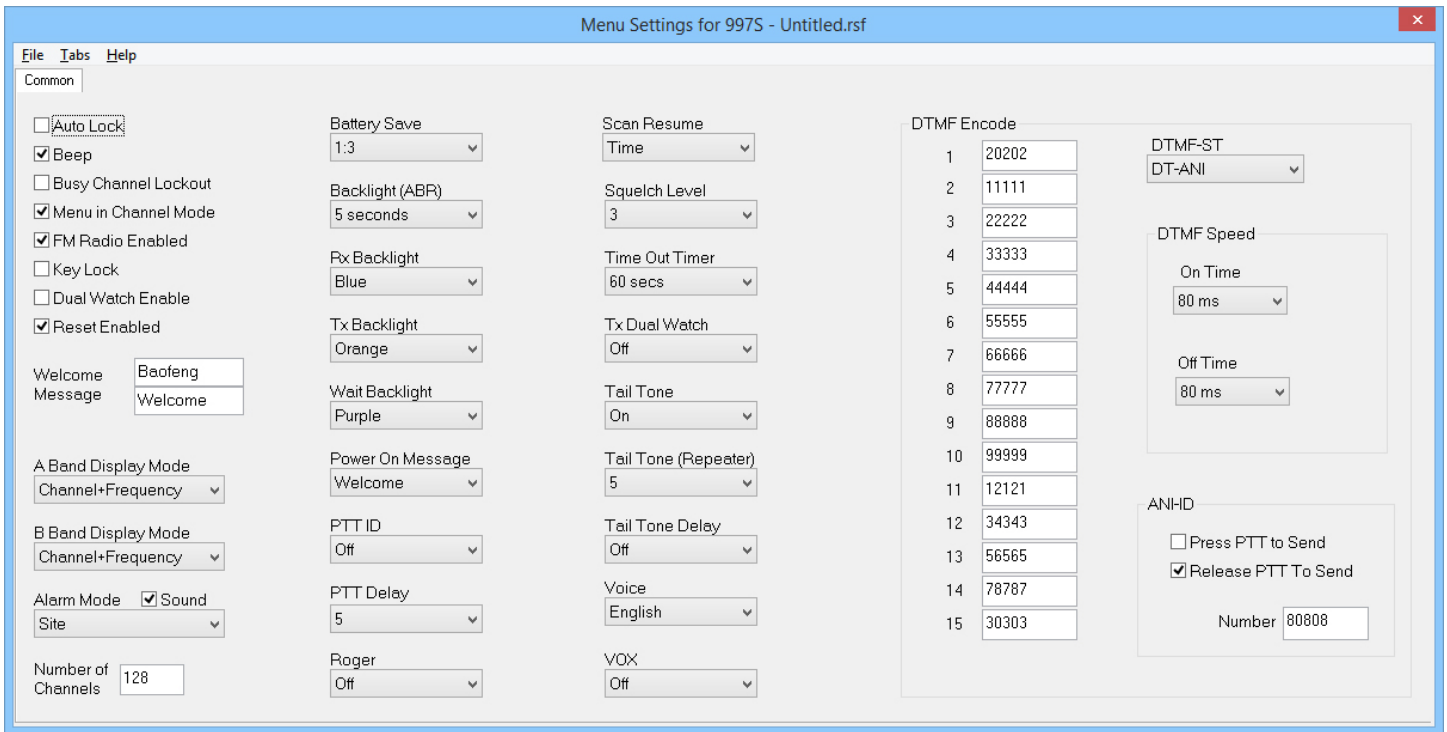 Menu Settings for 997S - Untitled.rsf
File Tabs Help
Common
Auto Lock
Beep
Busy Channel Lockout
Menu in Channel Mode
FM Radio Enabled
Key Lock
Dual Watch Enable
Reset Enabled
Welcome Message
Baofeng
Welcome
A Band Display Mode
Channel+Frequency
B Band Display Mode
Channel+Frequency
Alarm Mode Sound
Site
Number of Channels
128
Battery Save
1:3
Backlight (ABR)
5 seconds
Rx Backlight
Blue
Tx Backlight
Orange
Wait Backlight
Purple
Power On Message
Welcome
PTT ID
Off
PTT Delay
5
Roger
Off
Scan Resume
Time
Squelch Level
3
Time Out Timer
60 secs
Tx Dual Watch
Off
Tail Tone
On
Tail Tone (Repeater)
5
Tail Tone Delay
Off
Voice
English
VOX
Off
DTMF Encode
1 20202
2 11111
3 22222
4 33333
5 44444
6 55555
7 66666
8 77777
9 88888
10 99999
11 12121
12 34343
13 56565
14 78787
15 30303
DTMF-ST
DT-ANI
DTMF Speed
On Time
80 ms
Off Time
80 ms
ANI-ID
Press PTT to Send
Release PTT To Send
Number 80808